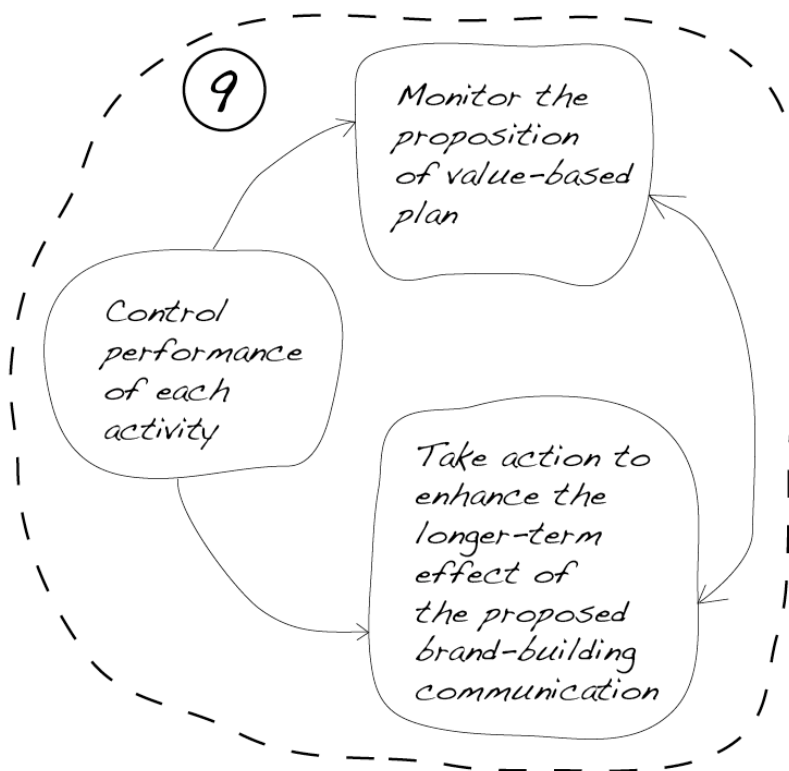 9
Monitor the
proposition
of value-based
plan
Control
performance
of each
activity
Take action to
enhance the
longer-term
effect of
the proposed
brand-building
communication